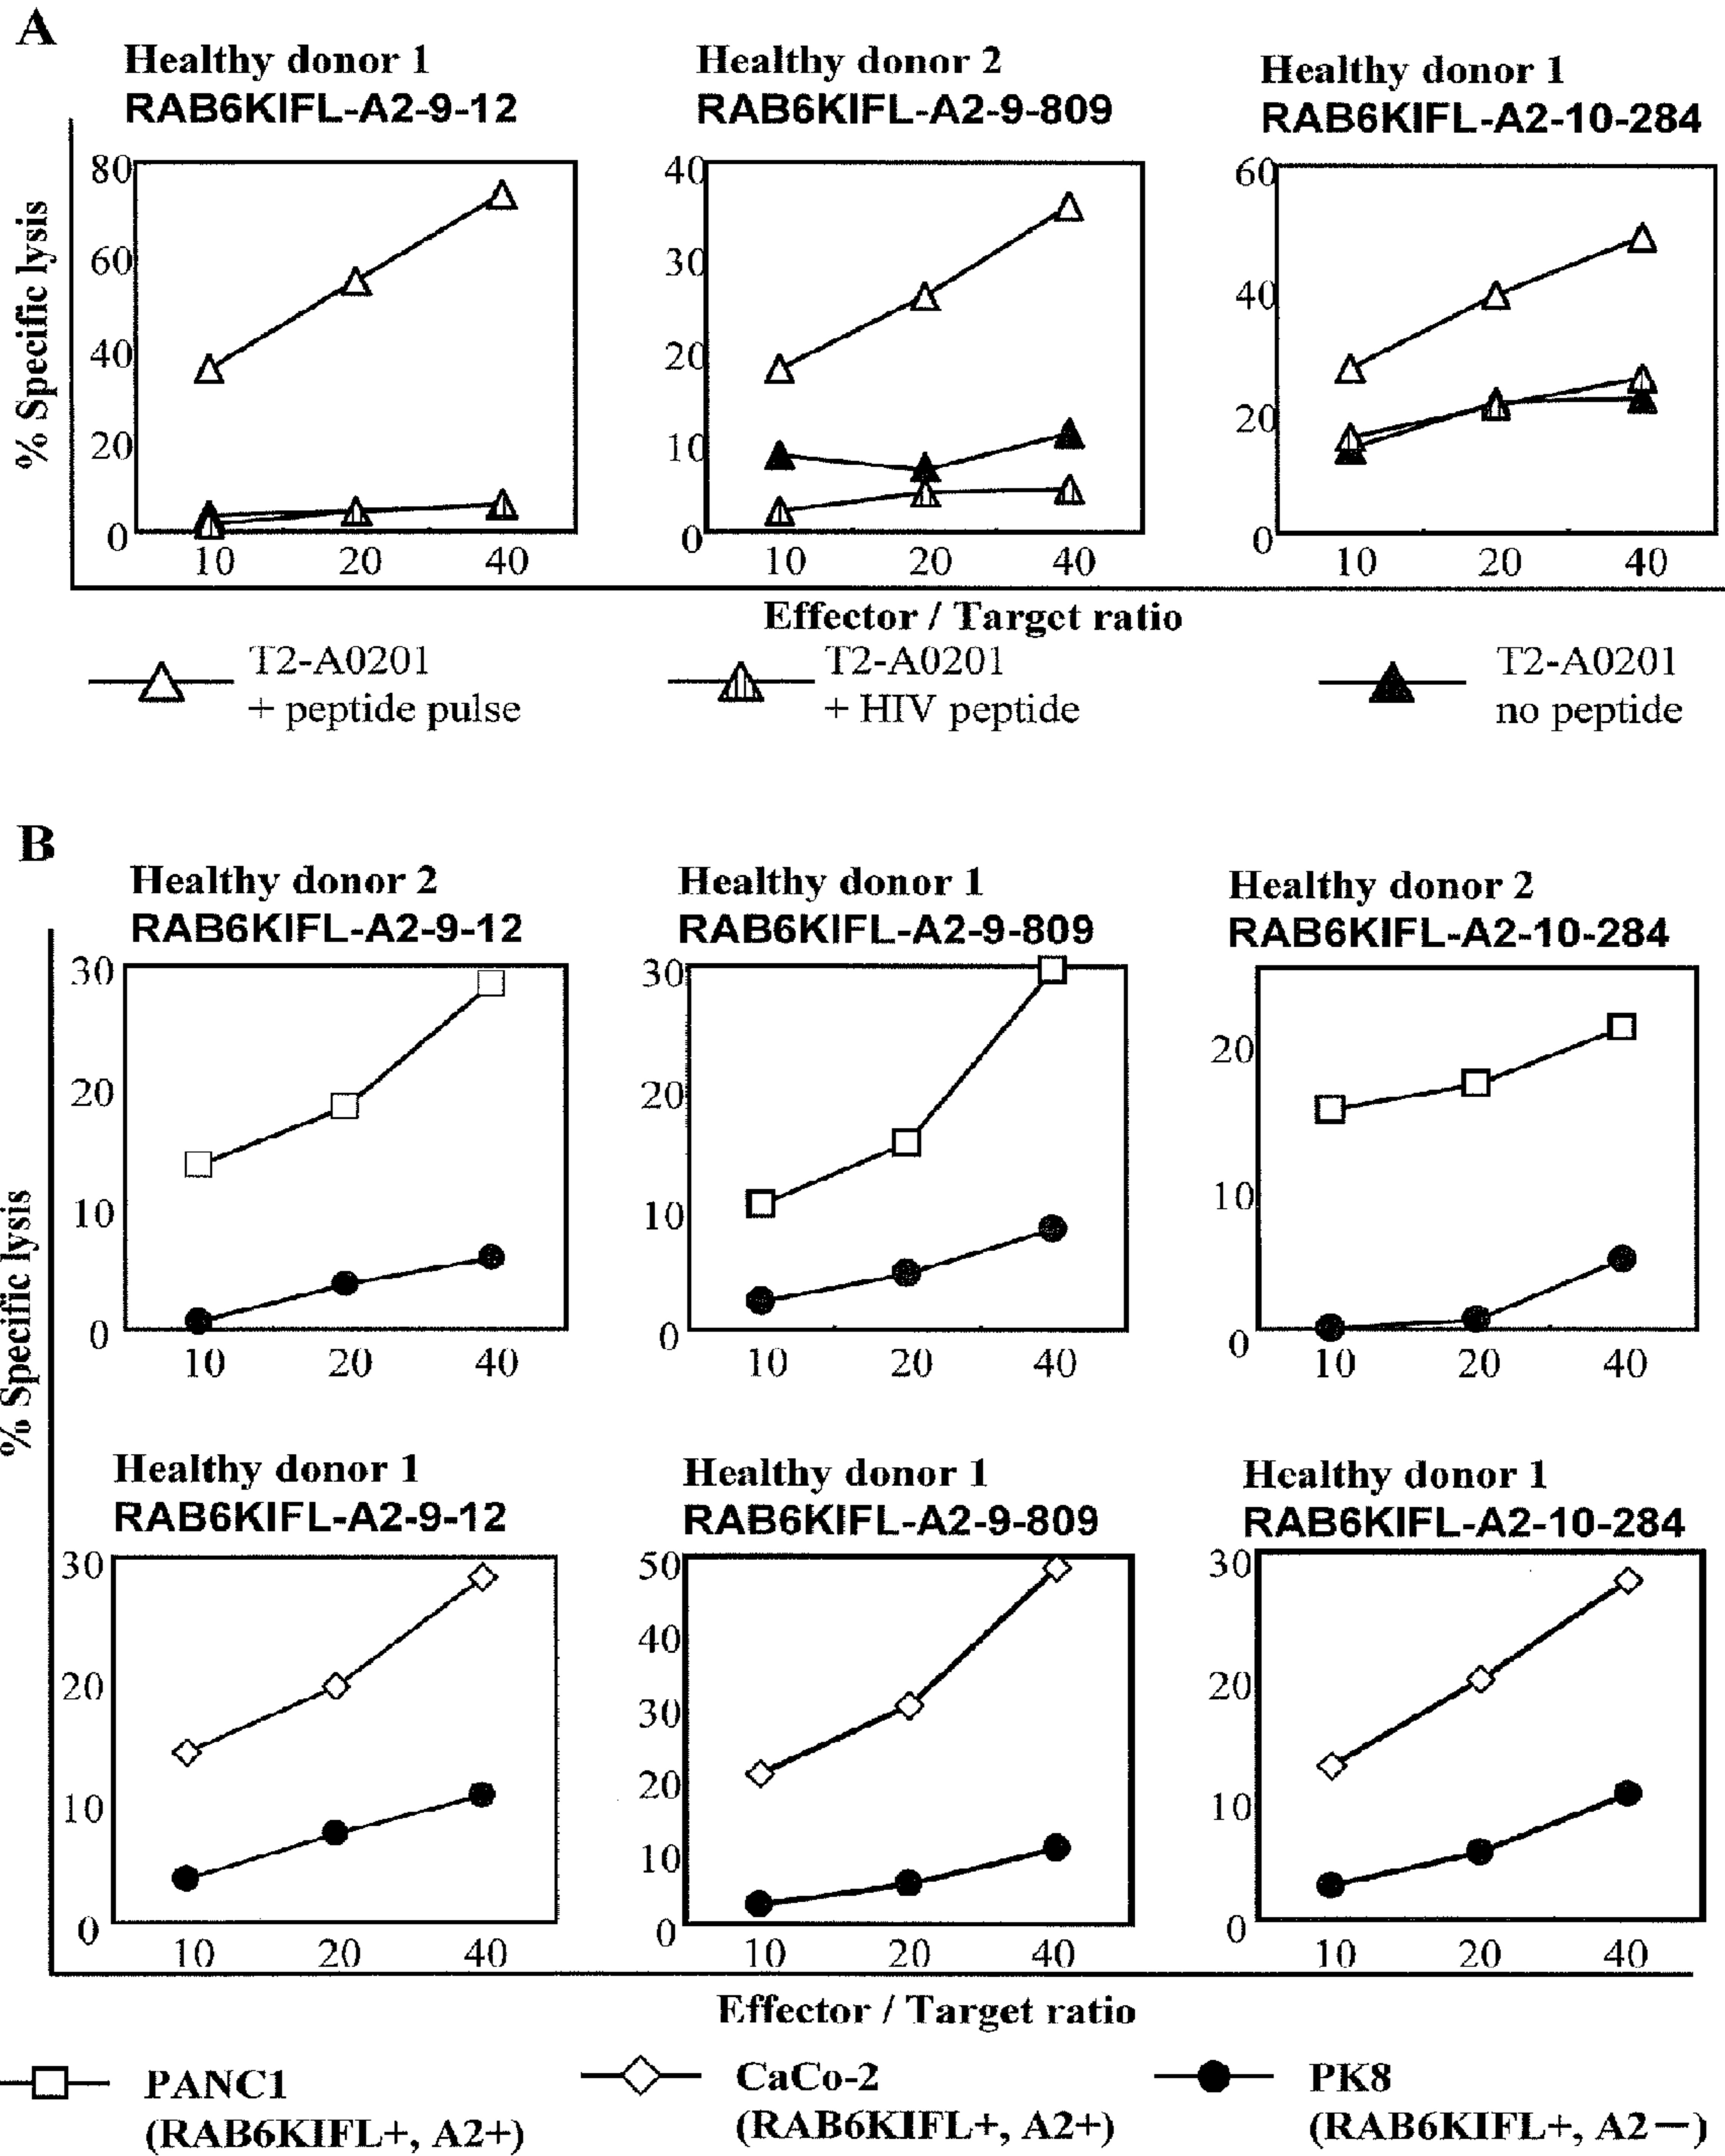 A
Healthy donor 1
RAB6KIFL-A2-9-12
Healthy donor 2
RAB6KIFL-A2-9-809
Healthy donor 1
RAB6KIFL-A2-10-284
% Specific lysis
80
60
40
20
0
10 20 40
40
30
20
10
0
10 20 40
60
40
20
0
10 20 40
Effector / Target ratio
T2-A0201
+ peptide pulse
T2-A0201
+ HIV peptide
T2-A0201
no peptide
B
Healthy donor 2
RAB6KIFL-A2-9-12
Healthy donor 1
RAB6KIFL-A2-9-809
Healthy donor 2
RAB6KIFL-A2-10-284
% Specific lysis
30
20
10
0
10 20 40
30
20
10
0
10 20 40
20
10
0
10 20 40
Healthy donor 1
RAB6KIFL-A2-9-12
Healthy donor 1
RAB6KIFL-A2-9-809
Healthy donor 1
RAB6KIFL-A2-10-284
30
20
10
0
10 20 40
50
40
30
20
10
0
10 20 40
30
20
10
0
10 20 40
Effector / Target ratio
PANC1
(RAB6KIFL+, A2+)
CaCo-2
(RAB6KIFL+, A2+)
PK8
(RAB6KIFL+, A2−)